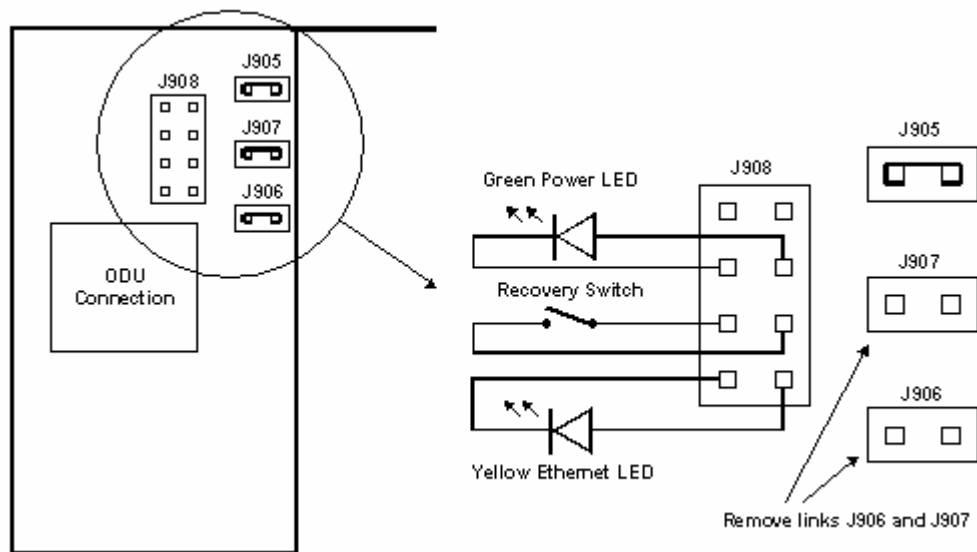 J905
J908
J907
J906
ODU
Connection
J908
J905
Green Power LED
Recovery Switch
J907
Yellow Ethernet LED
J906
Remove links J906 and J907